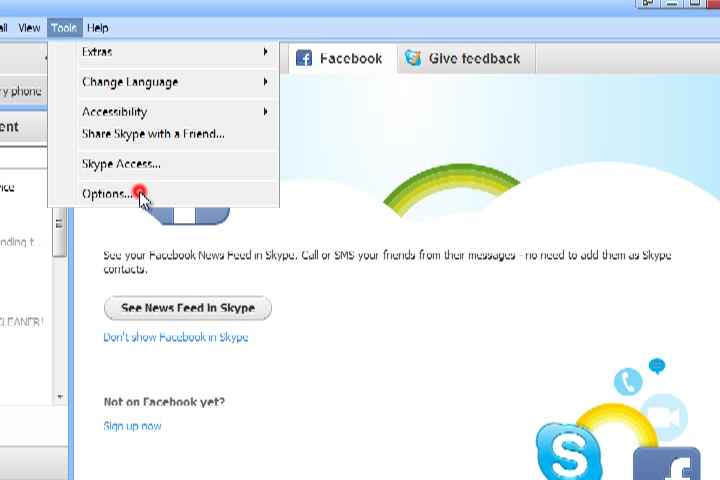 all View Tools Help
Extras
Facebook
Give feedback
Change Language
ry phone
Accessibility
ent
Share Skype with a Friend...
Skype Access...
ice
Options...
nding t...
See your Facebook News Feed in Skype. Call or SMS your friends from their messages - no need to add them as Skype
contacts.
See News Feed in Skype
CLEANER!
Don't show Facebook in Skype
Not on Facebook yet?
Sign up now